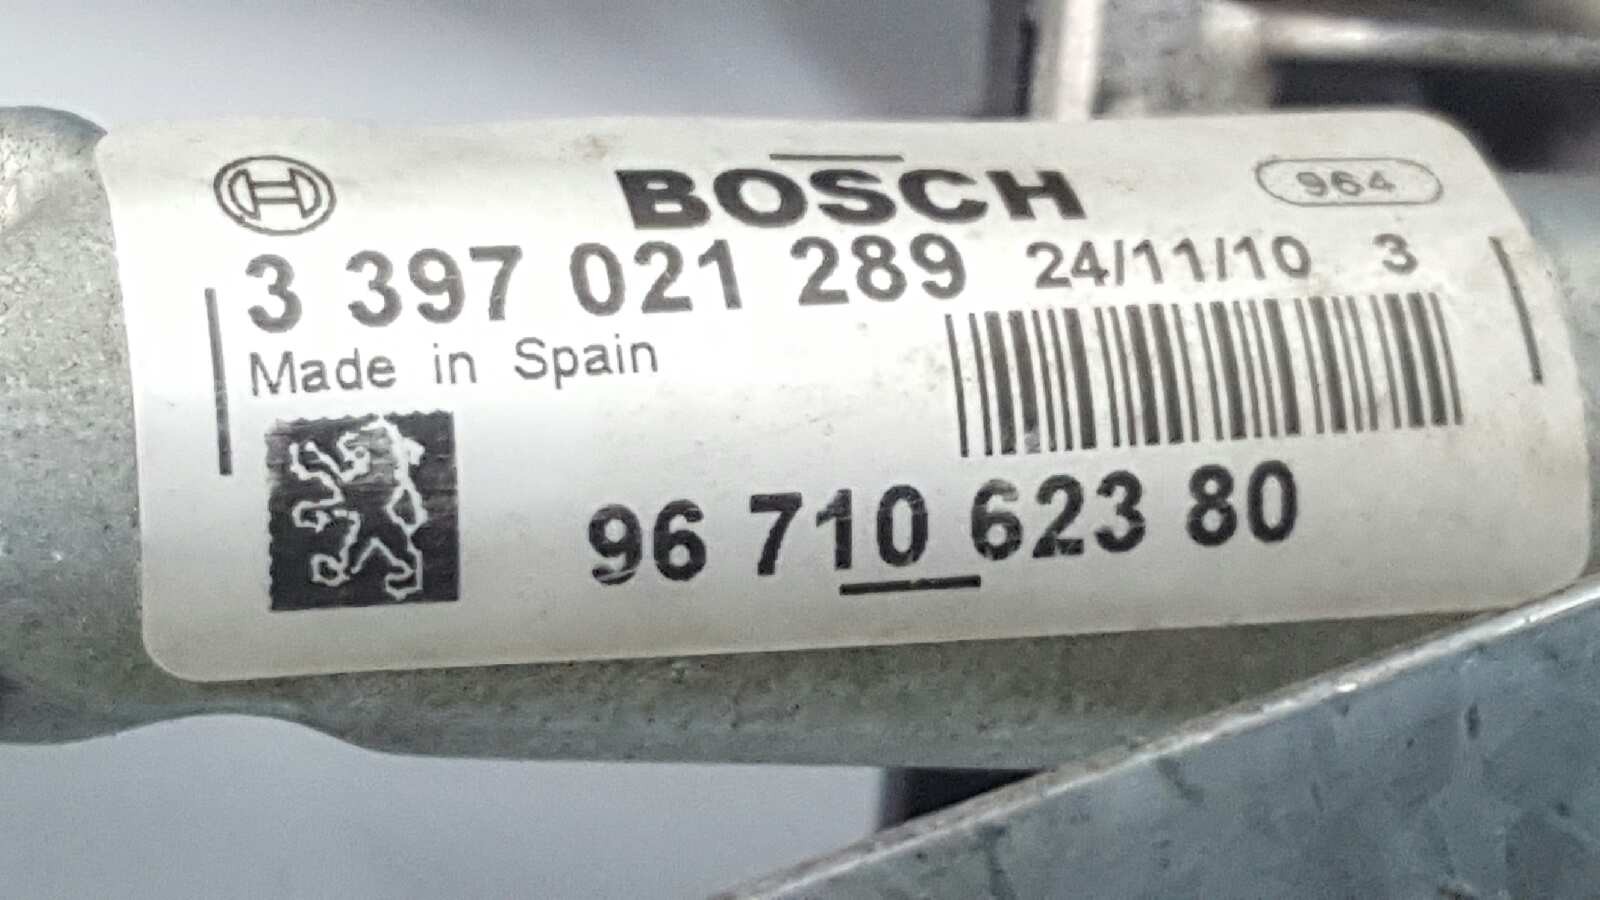 BOSCH 964
3 397 021 289 24/11/10 3
Made in Spain
96 710 623 80